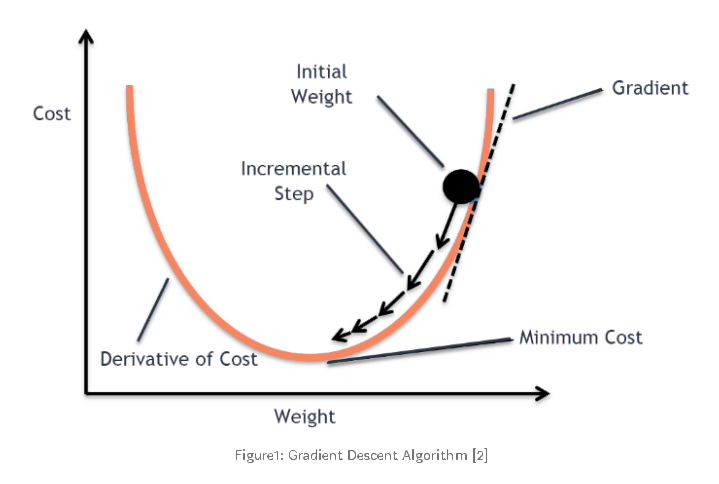 Initial
Weight
Gradient
Cost
Incremental
Step
Minimum Cost
Derivative of Cost
Weight
Figure1: Gradient Descent Algorithm [2]